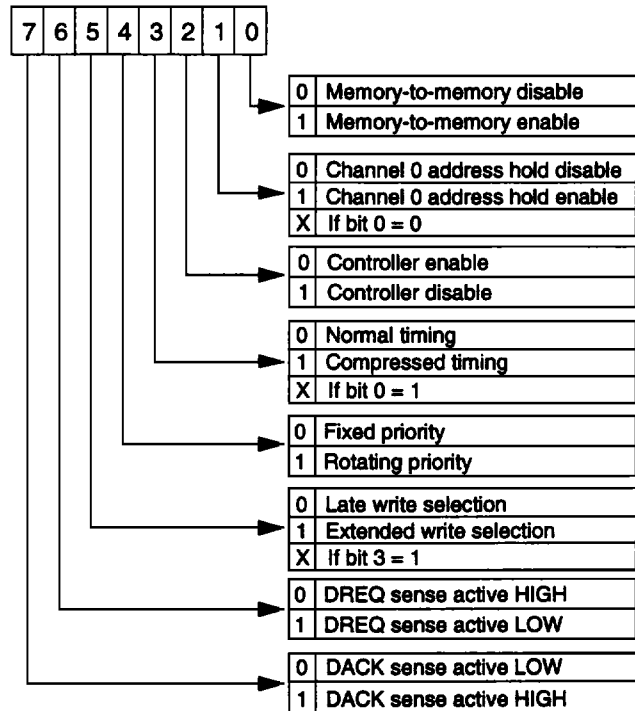 7 6 5 4 3 2 1 0
0 Memory-to-memory disable
1 Memory-to-memory enable
0 Channel 0 address hold disable
1 Channel 0 address hold enable
X If bit 0 = 0
0 Controller enable
1 Controller disable
0 Normal timing
1 Compressed timing
X If bit 0 = 1
0 Fixed priority
1 Rotating priority
0 Late write selection
1 Extended write selection
X If bit 3 = 1
0 DREQ sense active HIGH
1 DREQ sense active LOW
0 DACK sense active LOW
1 DACK sense active HIGH